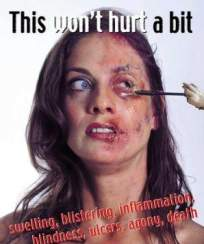 This won't hurt a bit
swelling, blistering, inflammation,
blindness, ulcers, agony, death